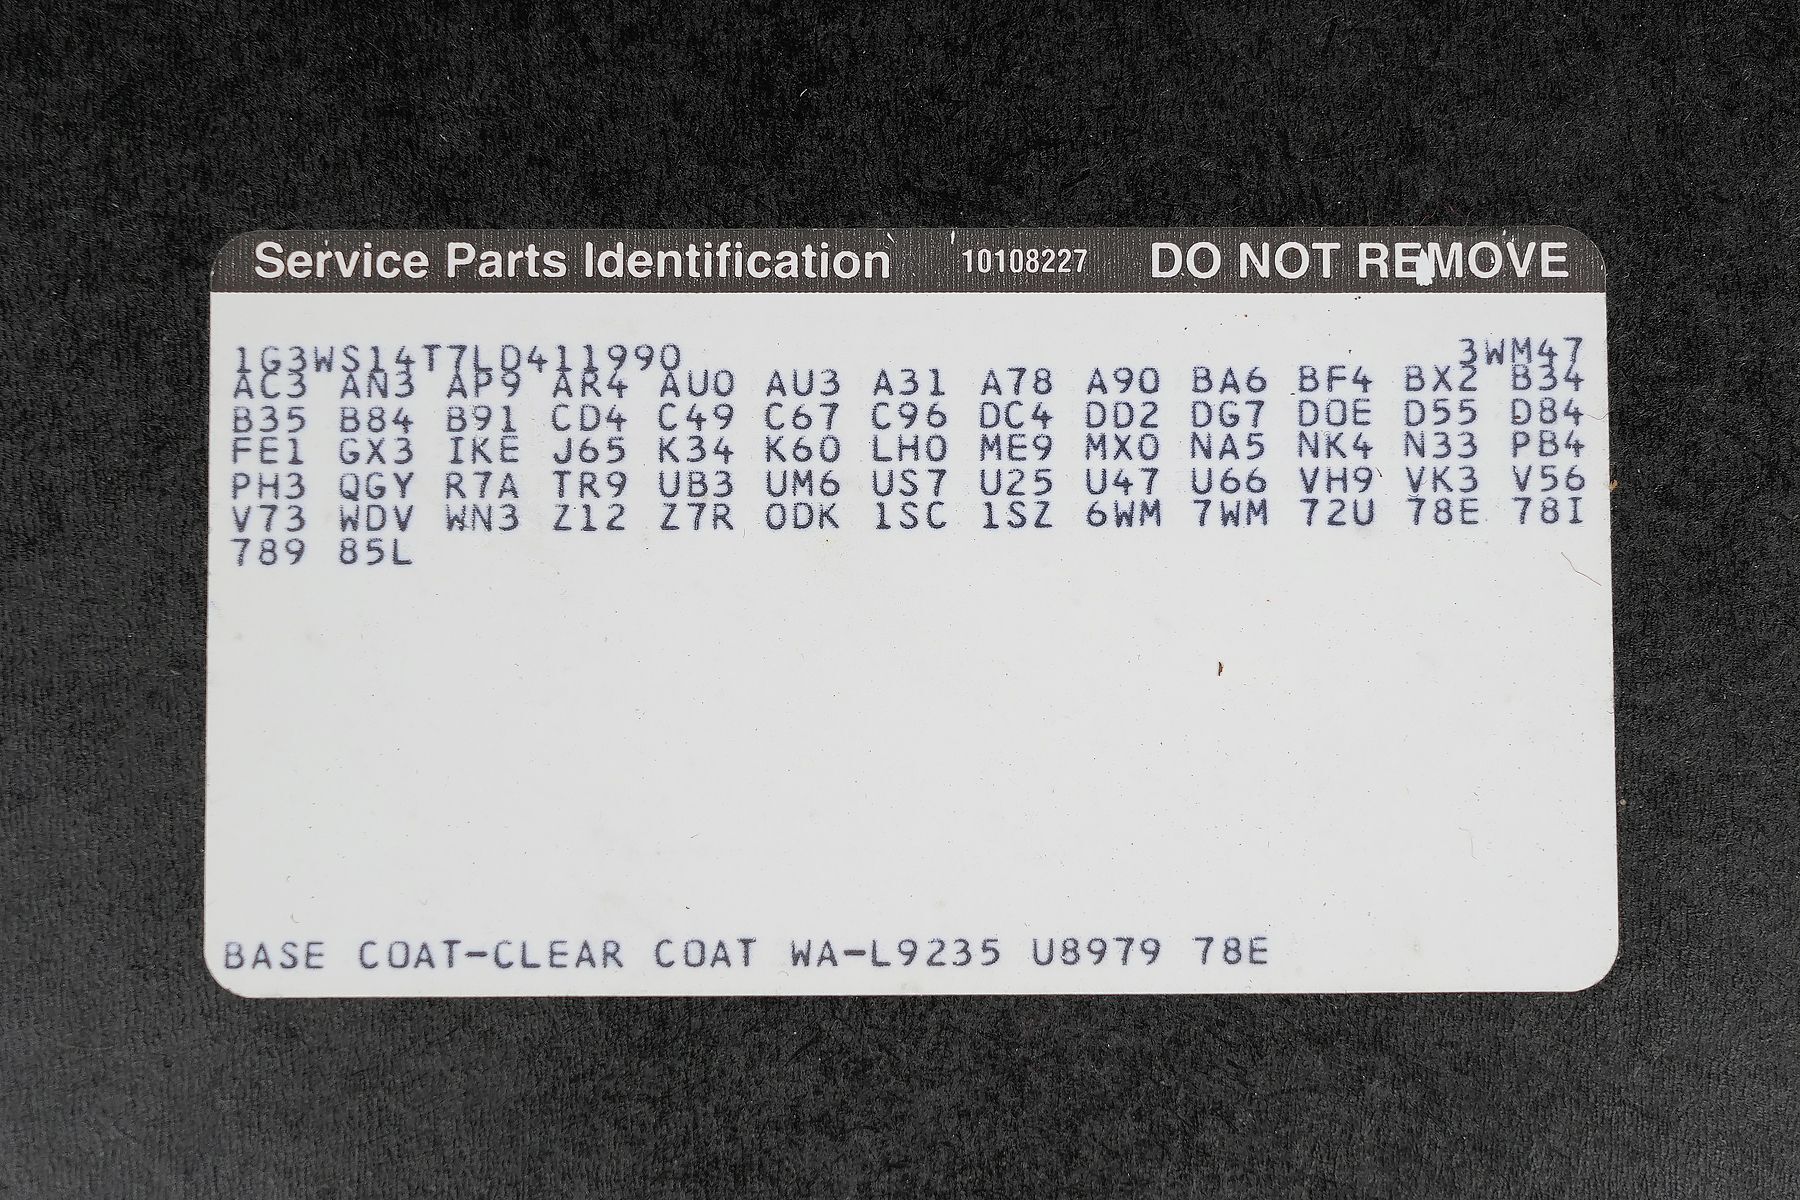 Service Parts Identification 10108227 DO NOT REMOVE
1G3WS14T7LD411990 3WM47
AC3 AN3 AP9 AR4 AU0 AU3 A31 A78 A90 BA6 BF4 BX2 B34
B35 B84 B91 CD4 C49 C67 C96 DC4 DD2 DG7 D0E D55 D84
FE1 GX3 IKE J65 K34 K60 LH0 ME9 MX0 NA5 NK4 N33 PB4
PH3 QGY R7A TR9 UB3 UM6 US7 U25 U47 U66 VH9 VK3 V56
V73 WDV WN3 Z12 Z7R 0DK 1SC 1SZ 6WM 7WM 72U 78E 78I
789 85L
BASE COAT-CLEAR COAT WA-L9235 U8979 78E